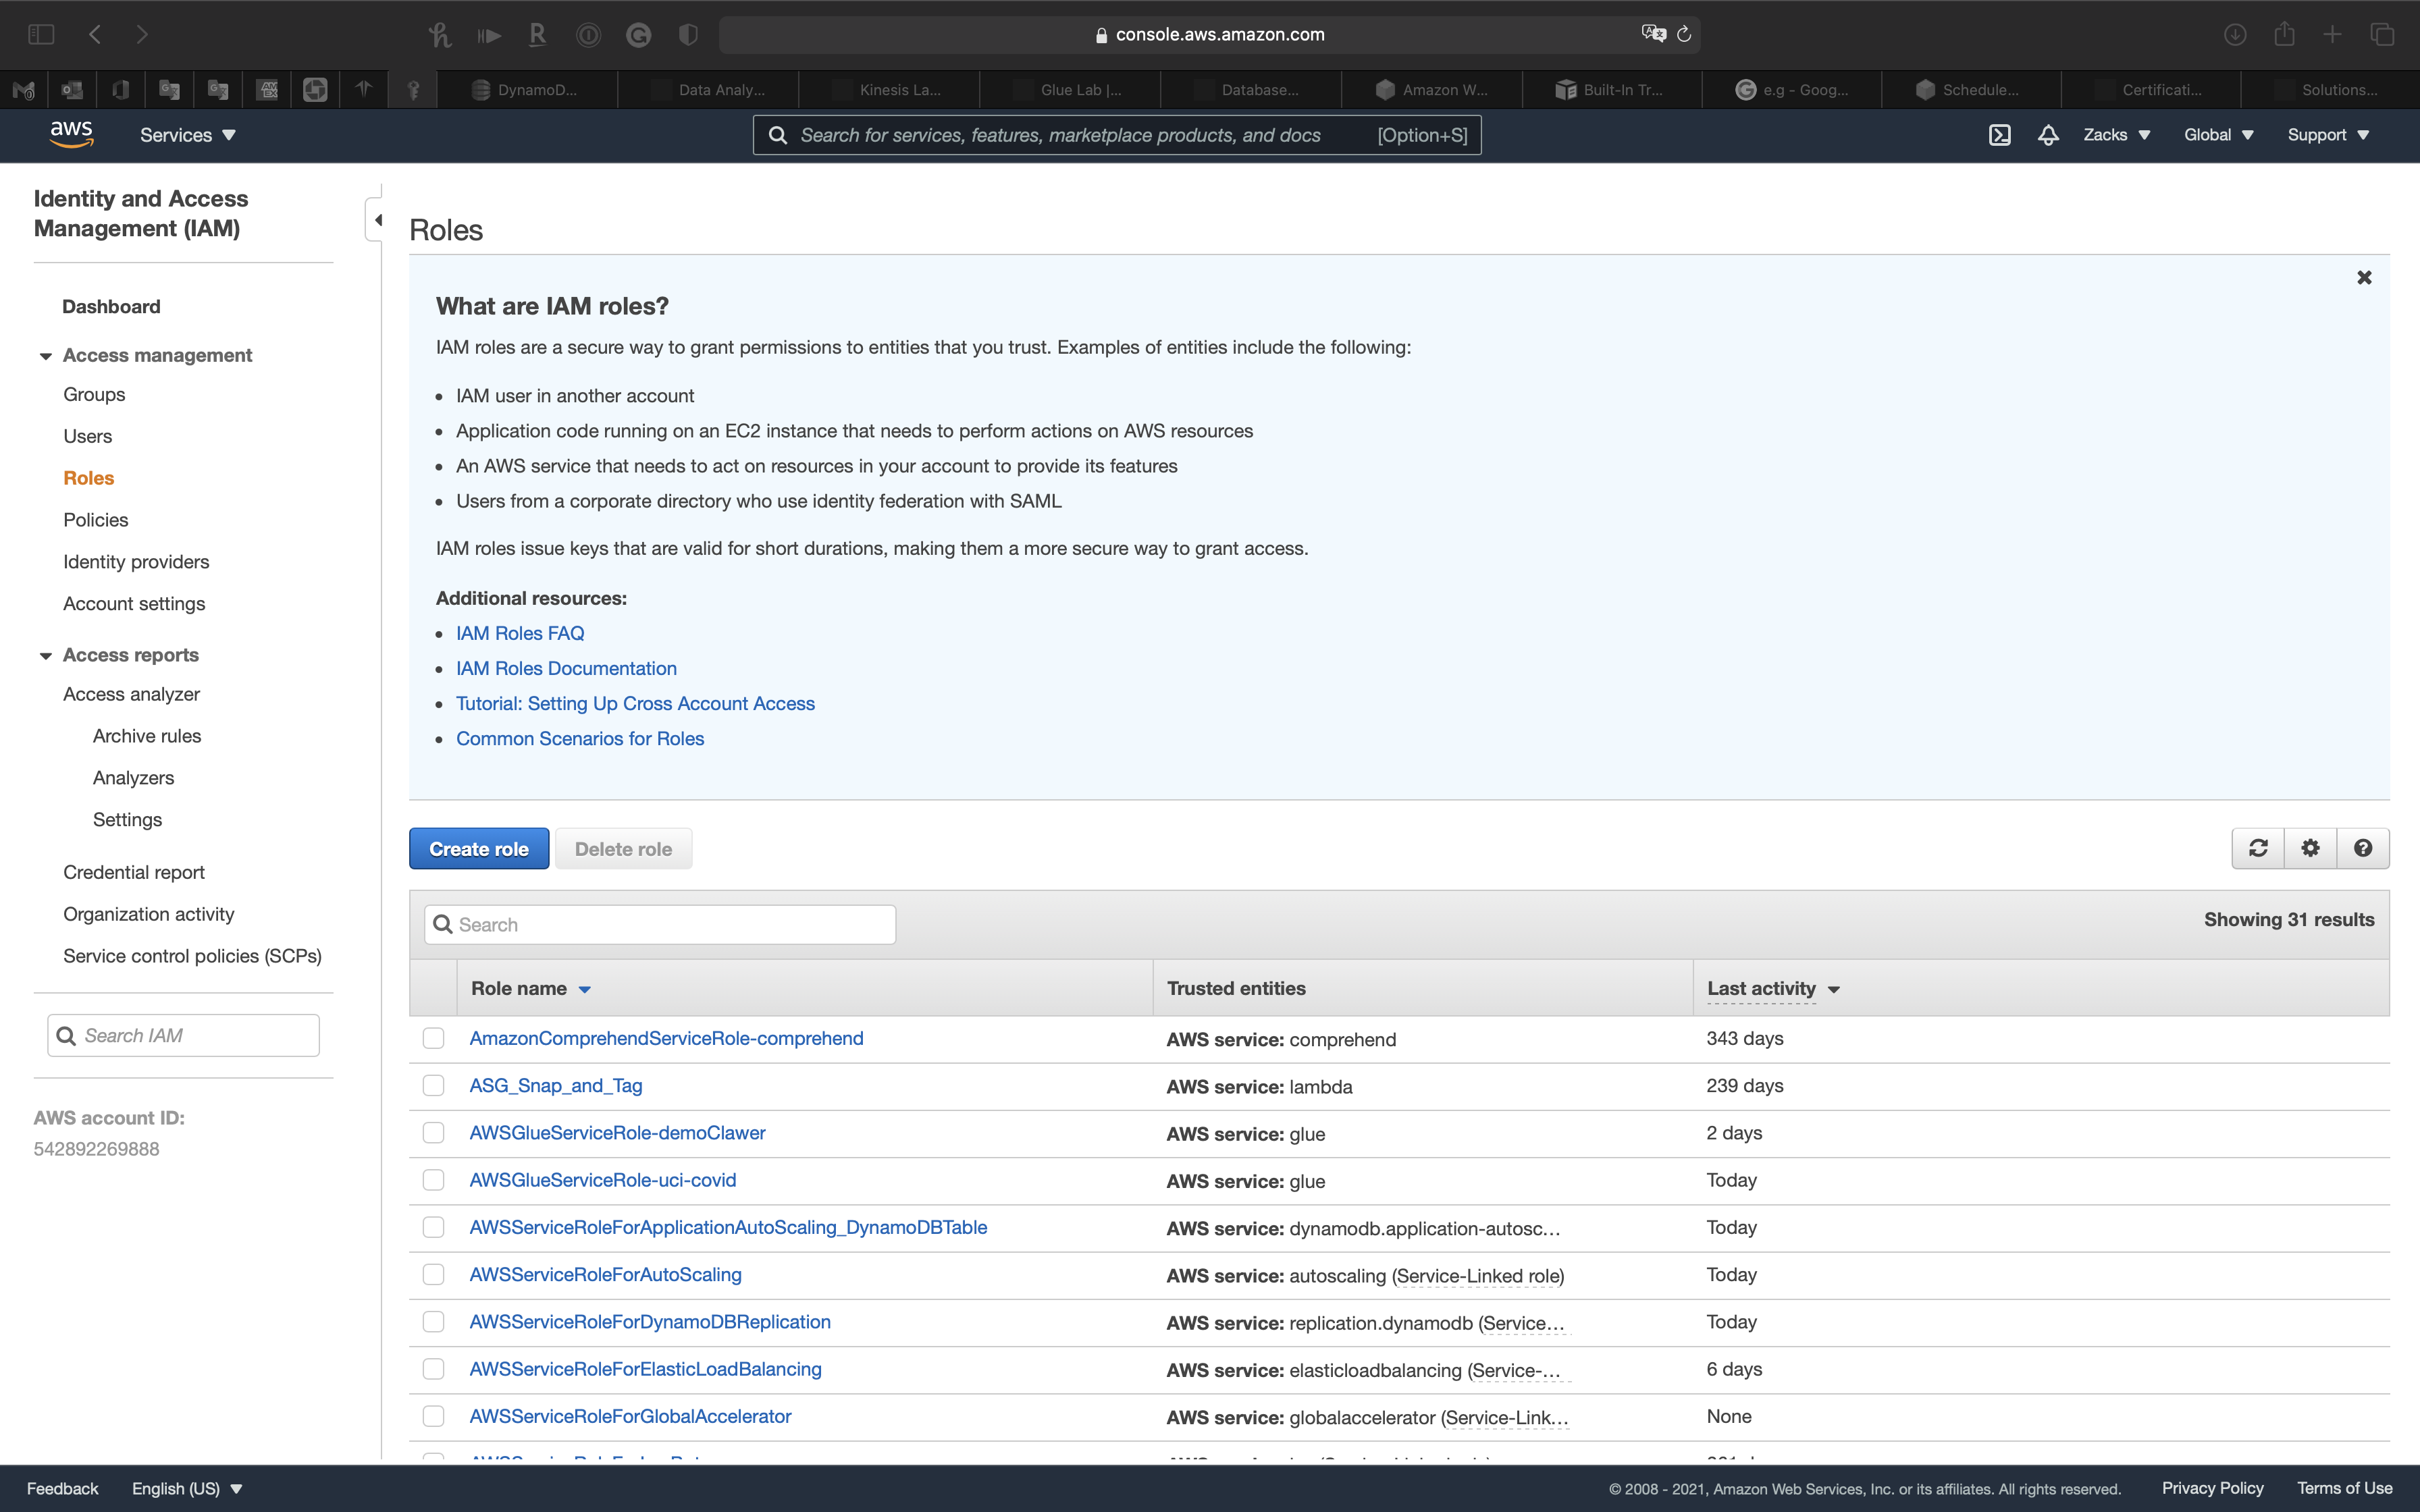 console.aws.amazon.com
DynamoD...
Data Analy...
Kinesis La...
Glue Lab |...
Database...
Amazon W...
Built-In Tr...
e.g - Goog...
Schedule...
Certificati...
Solutions...
aws
Services
Search for services, features, marketplace products, and docs [Option+S]
Zacks
Global
Support
Identity and Access
Management (IAM)
Dashboard
Access management
Groups
Users
Roles
Policies
Identity providers
Account settings
Access reports
Access analyzer
Archive rules
Analyzers
Settings
Credential report
Organization activity
Service control policies (SCPs)
Search IAM
AWS account ID:
542892269888
Roles
What are IAM roles?
IAM roles are a secure way to grant permissions to entities that you trust. Examples of entities include the following:
• IAM user in another account
• Application code running on an EC2 instance that needs to perform actions on AWS resources
• An AWS service that needs to act on resources in your account to provide its features
• Users from a corporate directory who use identity federation with SAML
IAM roles issue keys that are valid for short durations, making them a more secure way to grant access.
Additional resources:
• IAM Roles FAQ
• IAM Roles Documentation
• Tutorial: Setting Up Cross Account Access
• Common Scenarios for Roles
Create role
Delete role
Search
Showing 31 results
Role name Trusted entities Last activity
AmazonComprehendServiceRole-comprehend AWS service: comprehend 343 days
ASG_Snap_and_Tag AWS service: lambda 239 days
AWSGlueServiceRole-demoClawer AWS service: glue 2 days
AWSGlueServiceRole-uci-covid AWS service: glue Today
AWSServiceRoleForApplicationAutoScaling_DynamoDBTable AWS service: dynamodb.application-autosc... Today
AWSServiceRoleForAutoScaling AWS service: autoscaling (Service-Linked role) Today
AWSServiceRoleForDynamoDBReplication AWS service: replication.dynamodb (Service... Today
AWSServiceRoleForElasticLoadBalancing AWS service: elasticloadbalancing (Service-... 6 days
AWSServiceRoleForGlobalAccelerator AWS service: globalaccelerator (Service-Link... None
Feedback
English (US)
© 2008 - 2021, Amazon Web Services, Inc. or its affiliates. All rights reserved.
Privacy Policy
Terms of Use